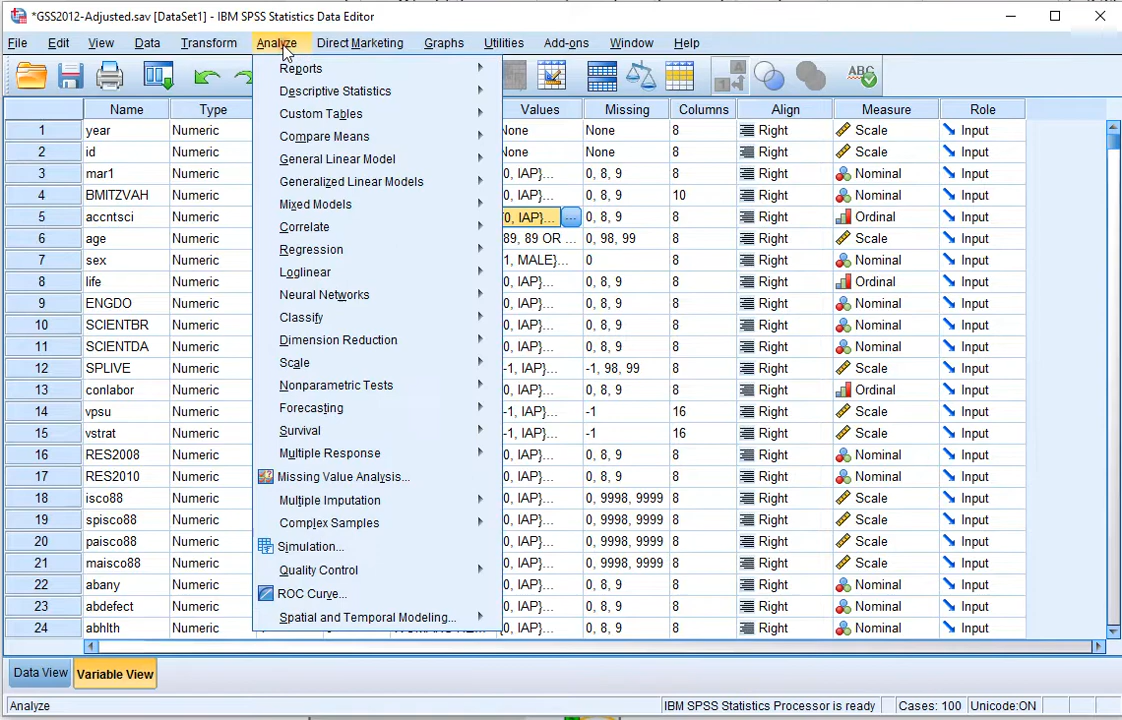 *GSS2012-Adjusted.sav [DataSet1] - IBM SPSS Statistics Data Editor
File Edit View Data Transform Analyze Direct Marketing Graphs Utilities Add-ons Window Help
ABC
Name Type Values Missing Columns Align Measure Role
1 year Numeric None None 8 Right Scale Input
2 id Numeric None None 8 Right Scale Input
3 mar1 Numeric {0, IAP}... 0, 8, 9 8 Right Nominal Input
4 BMITZVAH Numeric {0, IAP}... 0, 8, 9 10 Right Nominal Input
5 accntsci Numeric {0, IAP}... ... 0, 8, 9 8 Right Ordinal Input
6 age Numeric 89, 89 OR ... 0, 98, 99 8 Right Scale Input
7 sex Numeric 1, MALE}... 0 8 Right Nominal Input
8 life Numeric {0, IAP}... 0, 8, 9 8 Right Ordinal Input
9 ENGDO Numeric {0, IAP}... 0, 8, 9 8 Right Nominal Input
10 SCIENTBR Numeric {0, IAP}... 0, 8, 9 8 Right Nominal Input
11 SCIENTDA Numeric {0, IAP}... 0, 8, 9 8 Right Nominal Input
12 SPLIVE Numeric -1, IAP}... -1, 98, 99 8 Right Scale Input
13 conlabor Numeric {0, IAP}... 0, 8, 9 8 Right Ordinal Input
14 vpsu Numeric -1, IAP}... -1 16 Right Scale Input
15 vstrat Numeric -1, IAP}... -1 16 Right Scale Input
16 RES2008 Numeric {0, IAP}... 0, 8, 9 8 Right Nominal Input
17 RES2010 Numeric {0, IAP}... 0, 8, 9 8 Right Nominal Input
18 isco88 Numeric {0, IAP}... 0, 9998, 9999 8 Right Scale Input
19 spisco88 Numeric {0, IAP}... 0, 9998, 9999 8 Right Scale Input
20 paisco88 Numeric {0, IAP}... 0, 9998, 9999 8 Right Scale Input
21 maisco88 Numeric {0, IAP}... 0, 9998, 9999 8 Right Scale Input
22 abany Numeric {0, IAP}... 0, 8, 9 8 Right Nominal Input
23 abdefect Numeric {0, IAP}... 0, 8, 9 8 Right Nominal Input
24 abhlth Numeric {0, IAP}... 0, 8, 9 8 Right Nominal Input
Reports
Descriptive Statistics
Custom Tables
Compare Means
General Linear Model
Generalized Linear Models
Mixed Models
Correlate
Regression
Loglinear
Neural Networks
Classify
Dimension Reduction
Scale
Nonparametric Tests
Forecasting
Survival
Multiple Response
Missing Value Analysis...
Multiple Imputation
Complex Samples
Simulation...
Quality Control
ROC Curve...
Spatial and Temporal Modeling...
Data View Variable View
Analyze IBM SPSS Statistics Processor is ready Cases: 100 Unicode:ON